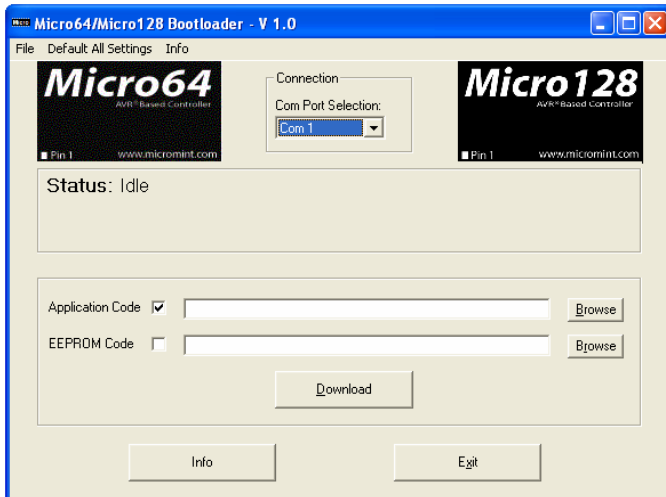 Micro64/Micro128 Bootloader - V 1.0
File Default All Settings Info
Micro64
AVR® Based Controller
Pin 1 www.micromint.com
Connection
Com Port Selection:
Com 1
Micro128
AVR® Based Controller
Pin 1 www.micromint.com
Status: Idle
Application Code
Browse
EEPROM Code
Browse
Download
Info
Exit